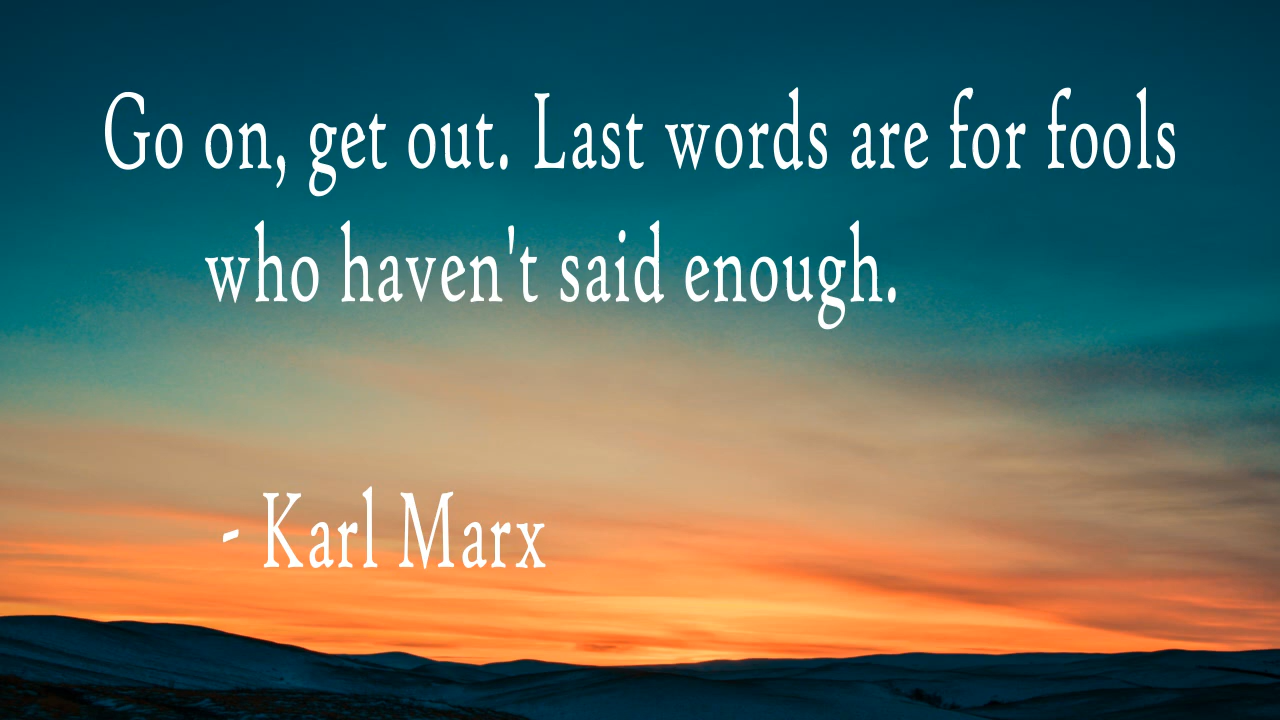 Go on, get out. Last words are for fools
who haven't said enough.
- Karl Marx